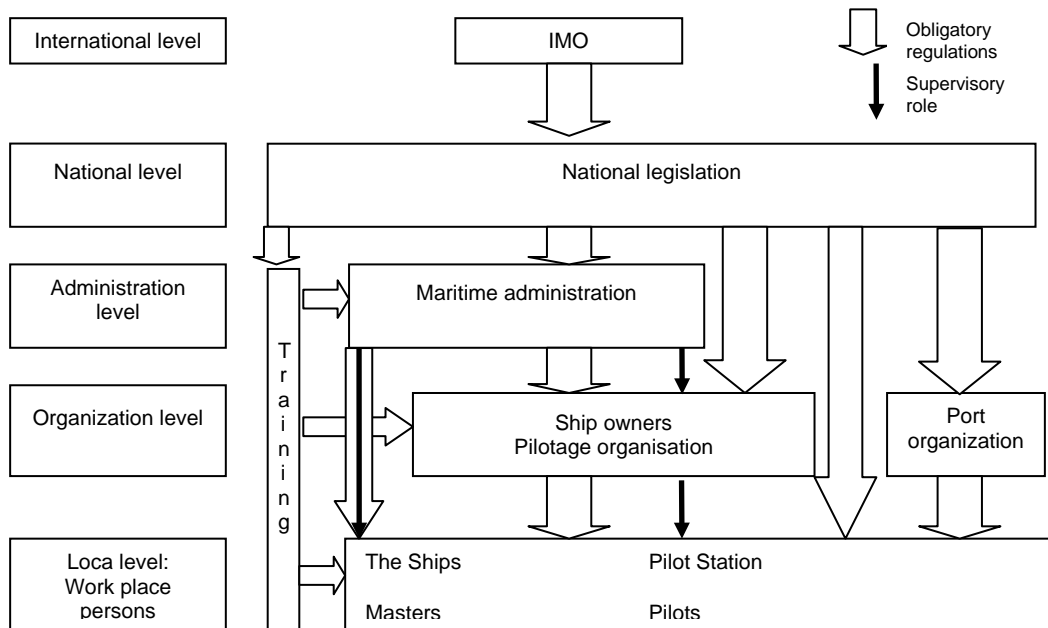 International level
IMO
Obligatory
regulations
Supervisory
role
National level
National legislation
Administration
level
Maritime administration
Training
Organization level
Ship owners
Pilotage organisation
Port
organization
Loca level:
Work place
persons
The Ships
Pilot Station
Masters
Pilots